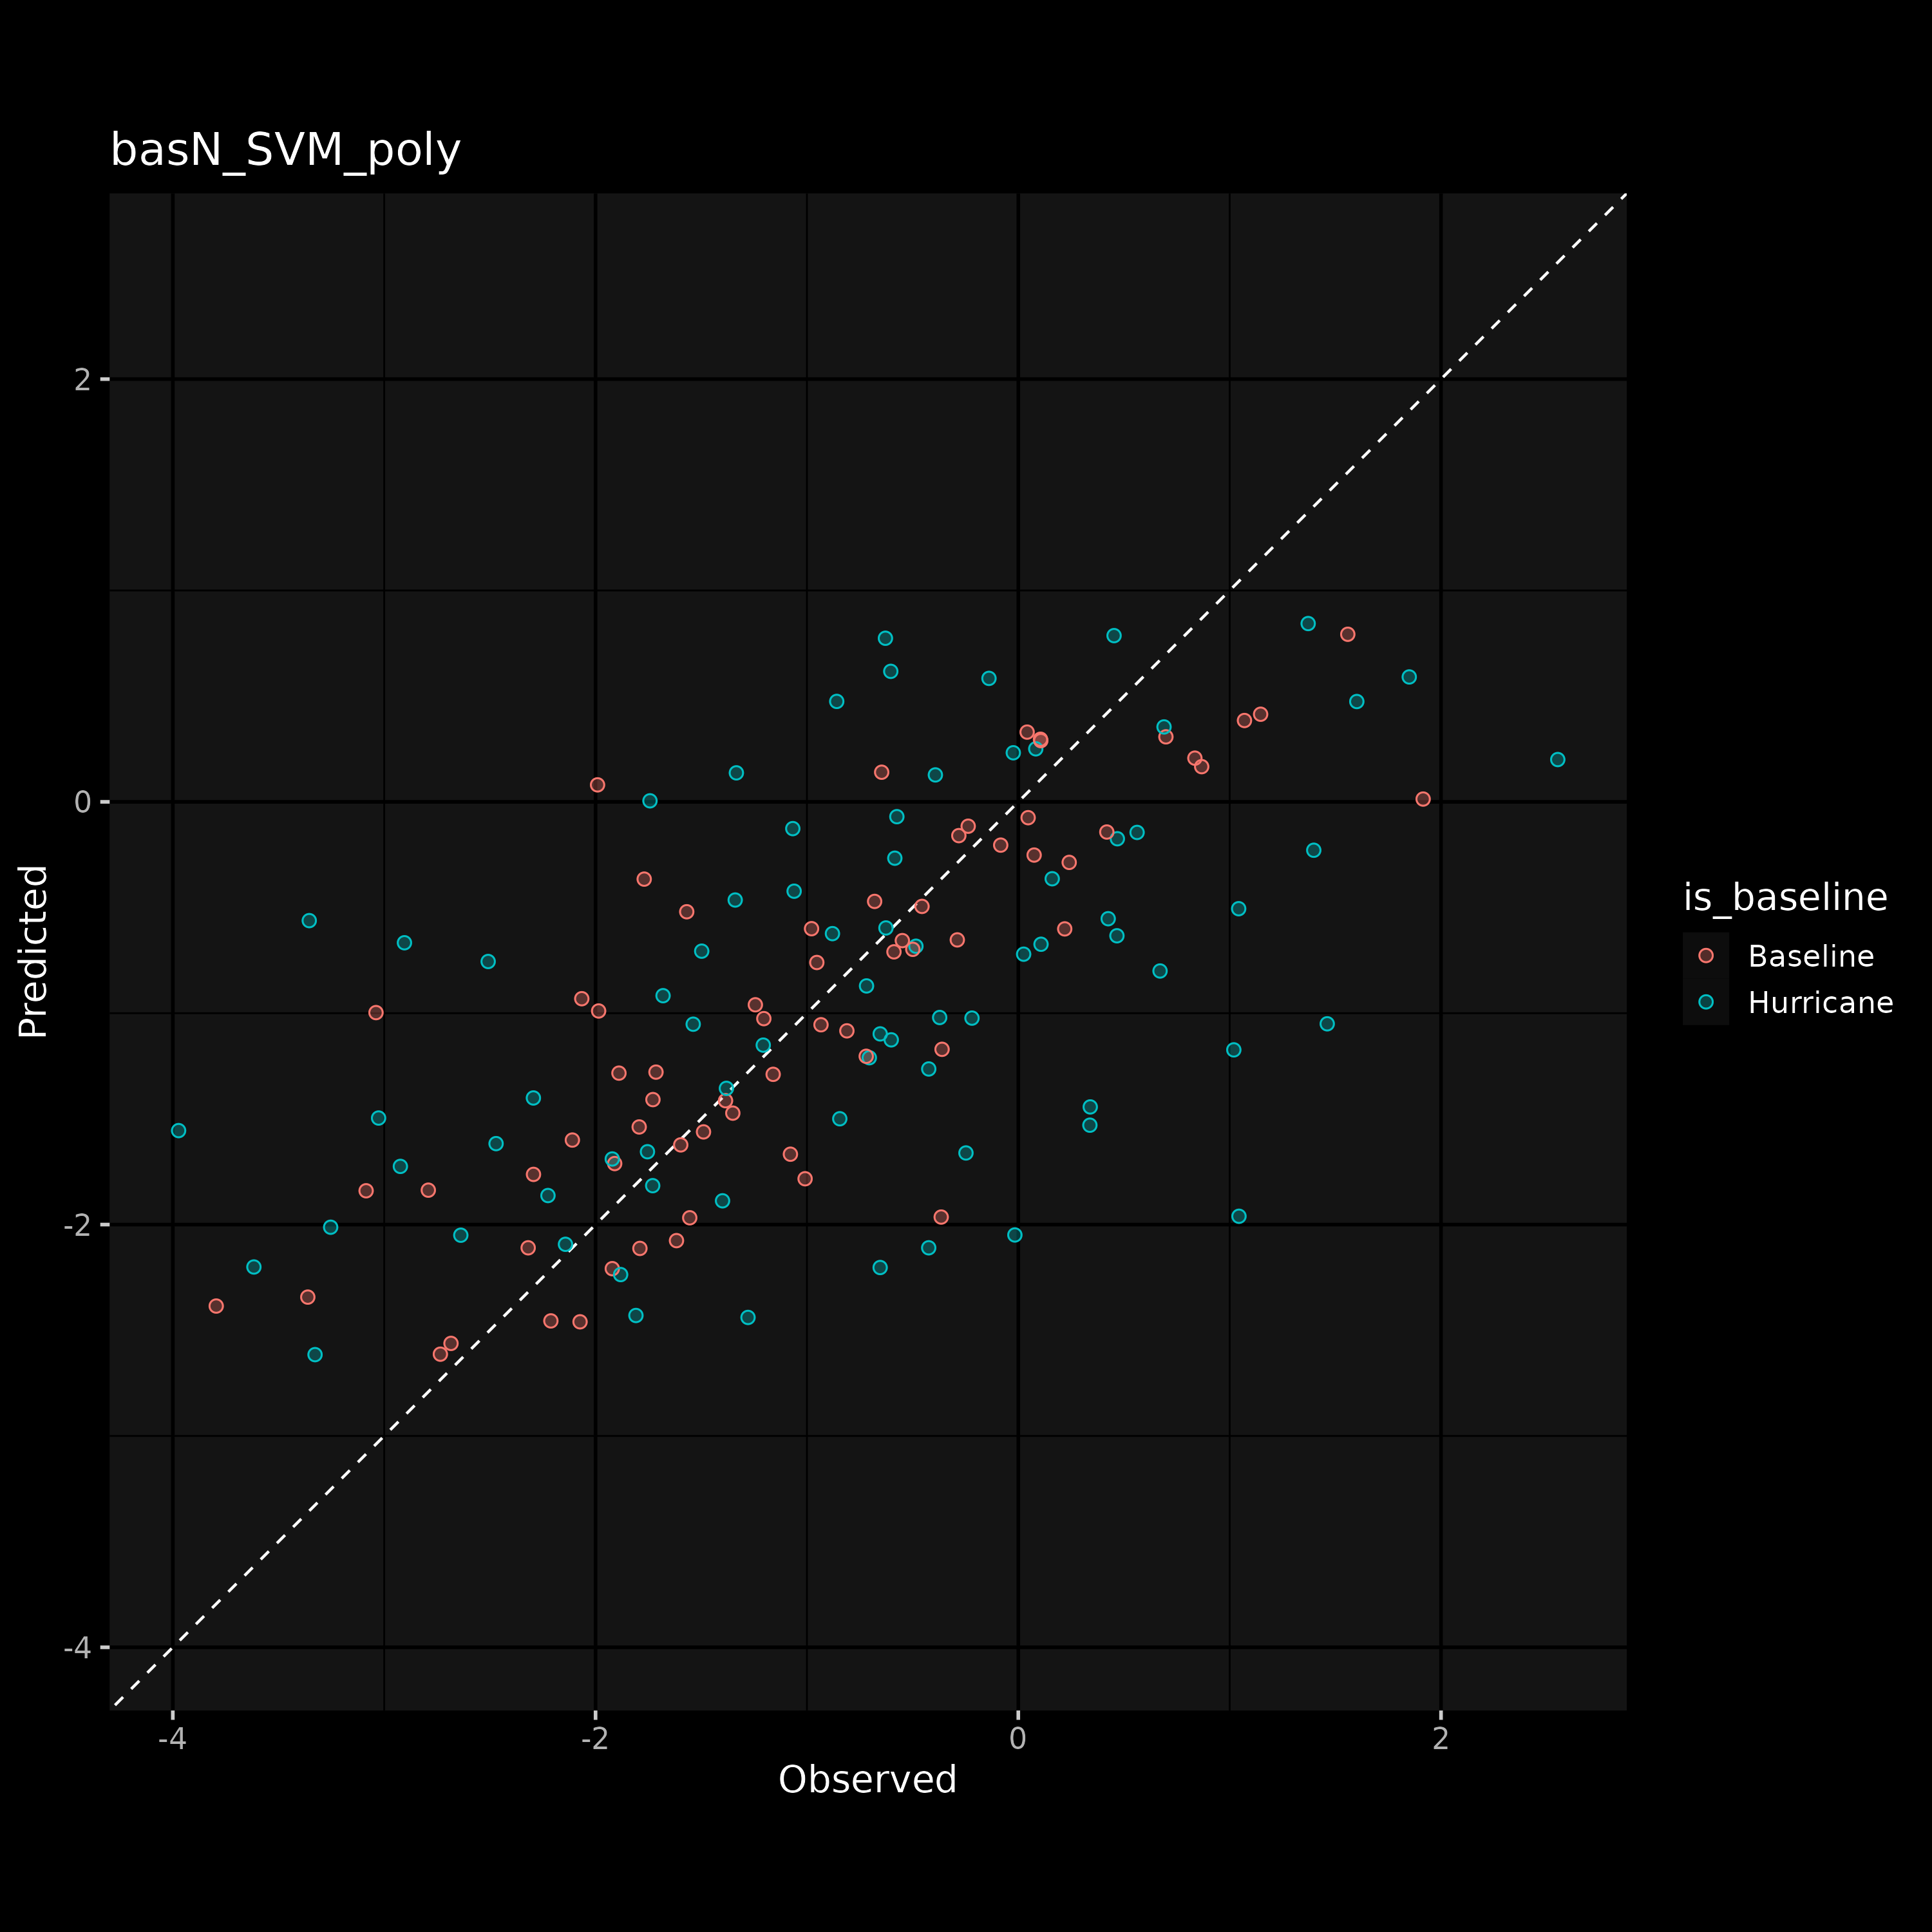 basN_SVM_poly
2
0
-2
-4
Predicted
-4
-2
0
2
Observed
is_baseline
Baseline
Hurricane